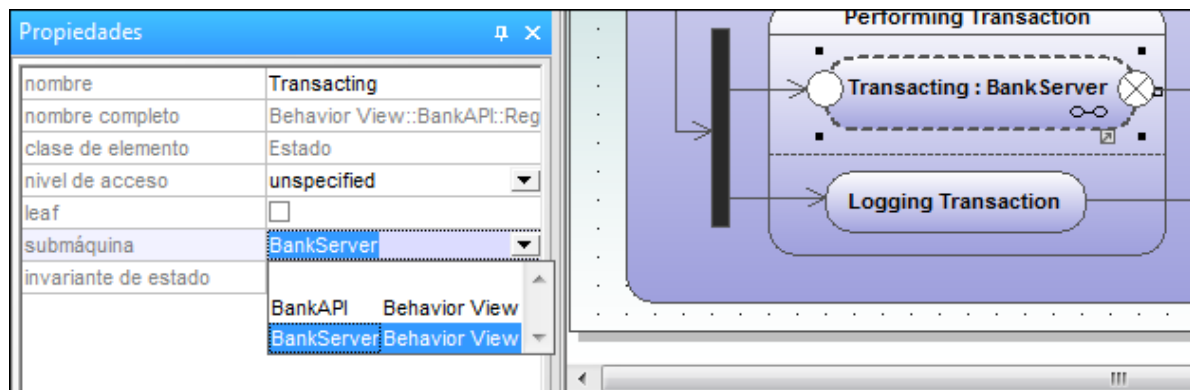 Propiedades
nombre Transacting
nombre completo Behavior View::BankAPI::Reg
clase de elemento Estado
nivel de acceso unspecified
leaf
submáquina BankServer
invariante de estado
BankAPI Behavior View
BankServer Behavior View
Performing Transaction
Transacting : BankServer
Logging Transaction